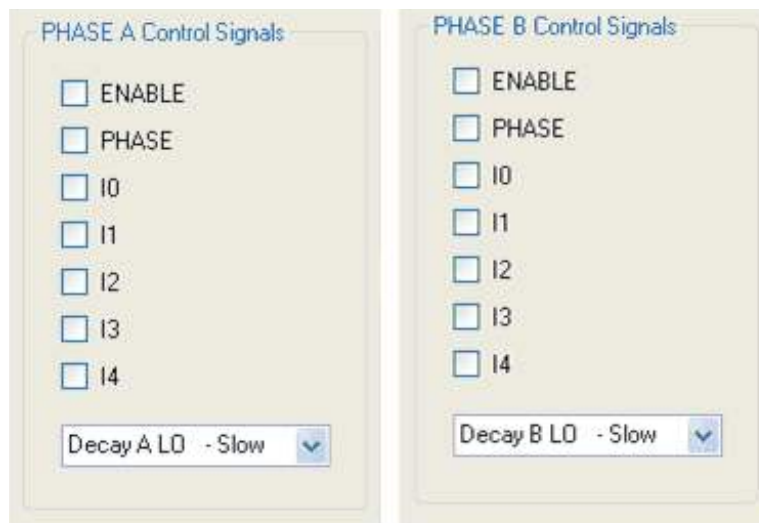 PHASE A Control Signals
ENABLE
PHASE
I0
I1
I2
I3
I4
Decay A LO - Slow
PHASE B Control Signals
ENABLE
PHASE
I0
I1
I2
I3
I4
Decay B LO - Slow